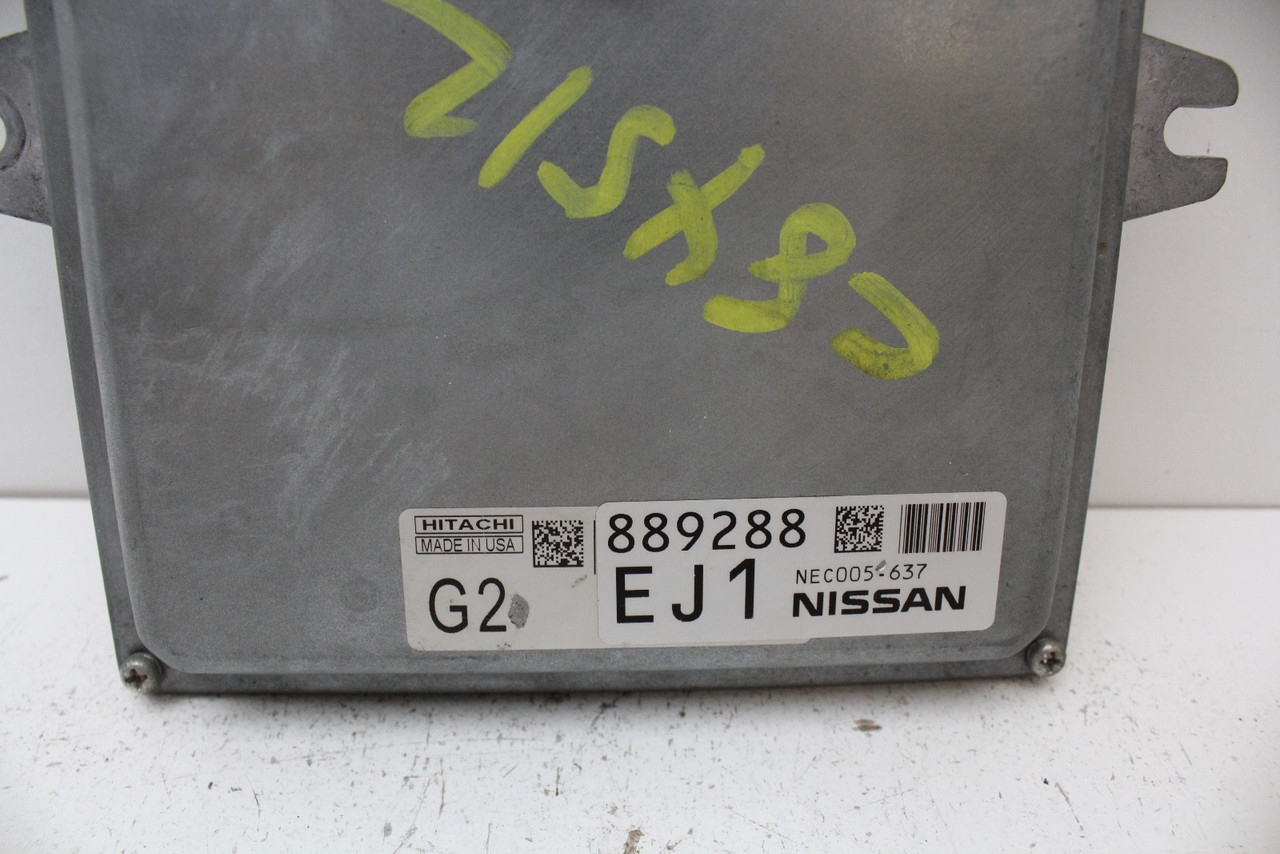 HITACHI
MADE IN USA
G2
889288
EJ1
NEC005-637
NISSAN